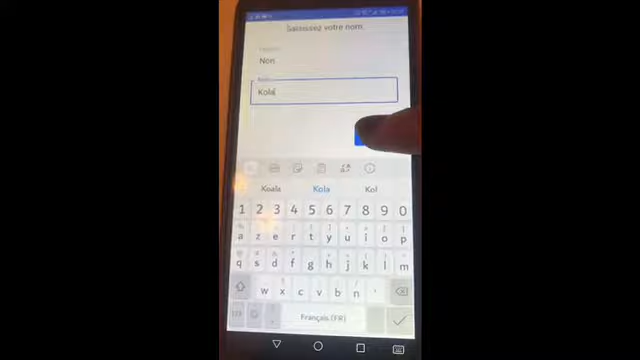 Saisissez votre nom.
Non
Kola
Koala Kola Kol
1 2 3 4 5 6 7 8 9 0
a z e r t y u i o p
q s d f g h j k l m
w x c v b n '
Français (FR)